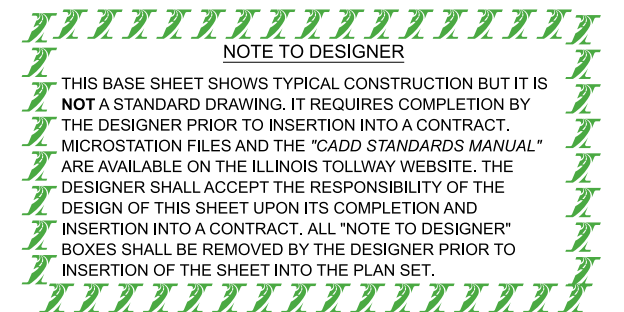 NOTE TO DESIGNER
THIS BASE SHEET SHOWS TYPICAL CONSTRUCTION BUT IT IS
NOT A STANDARD DRAWING. IT REQUIRES COMPLETION BY
THE DESIGNER PRIOR TO INSERTION INTO A CONTRACT.
MICROSTATION FILES AND THE "CADD STANDARDS MANUAL"
ARE AVAILABLE ON THE ILLINOIS TOLLWAY WEBSITE. THE
DESIGNER SHALL ACCEPT THE RESPONSIBILITY OF THE
DESIGN OF THIS SHEET UPON ITS COMPLETION AND
INSERTION INTO A CONTRACT. ALL "NOTE TO DESIGNER"
BOXES SHALL BE REMOVED BY THE DESIGNER PRIOR TO
INSERTION OF THE SHEET INTO THE PLAN SET.